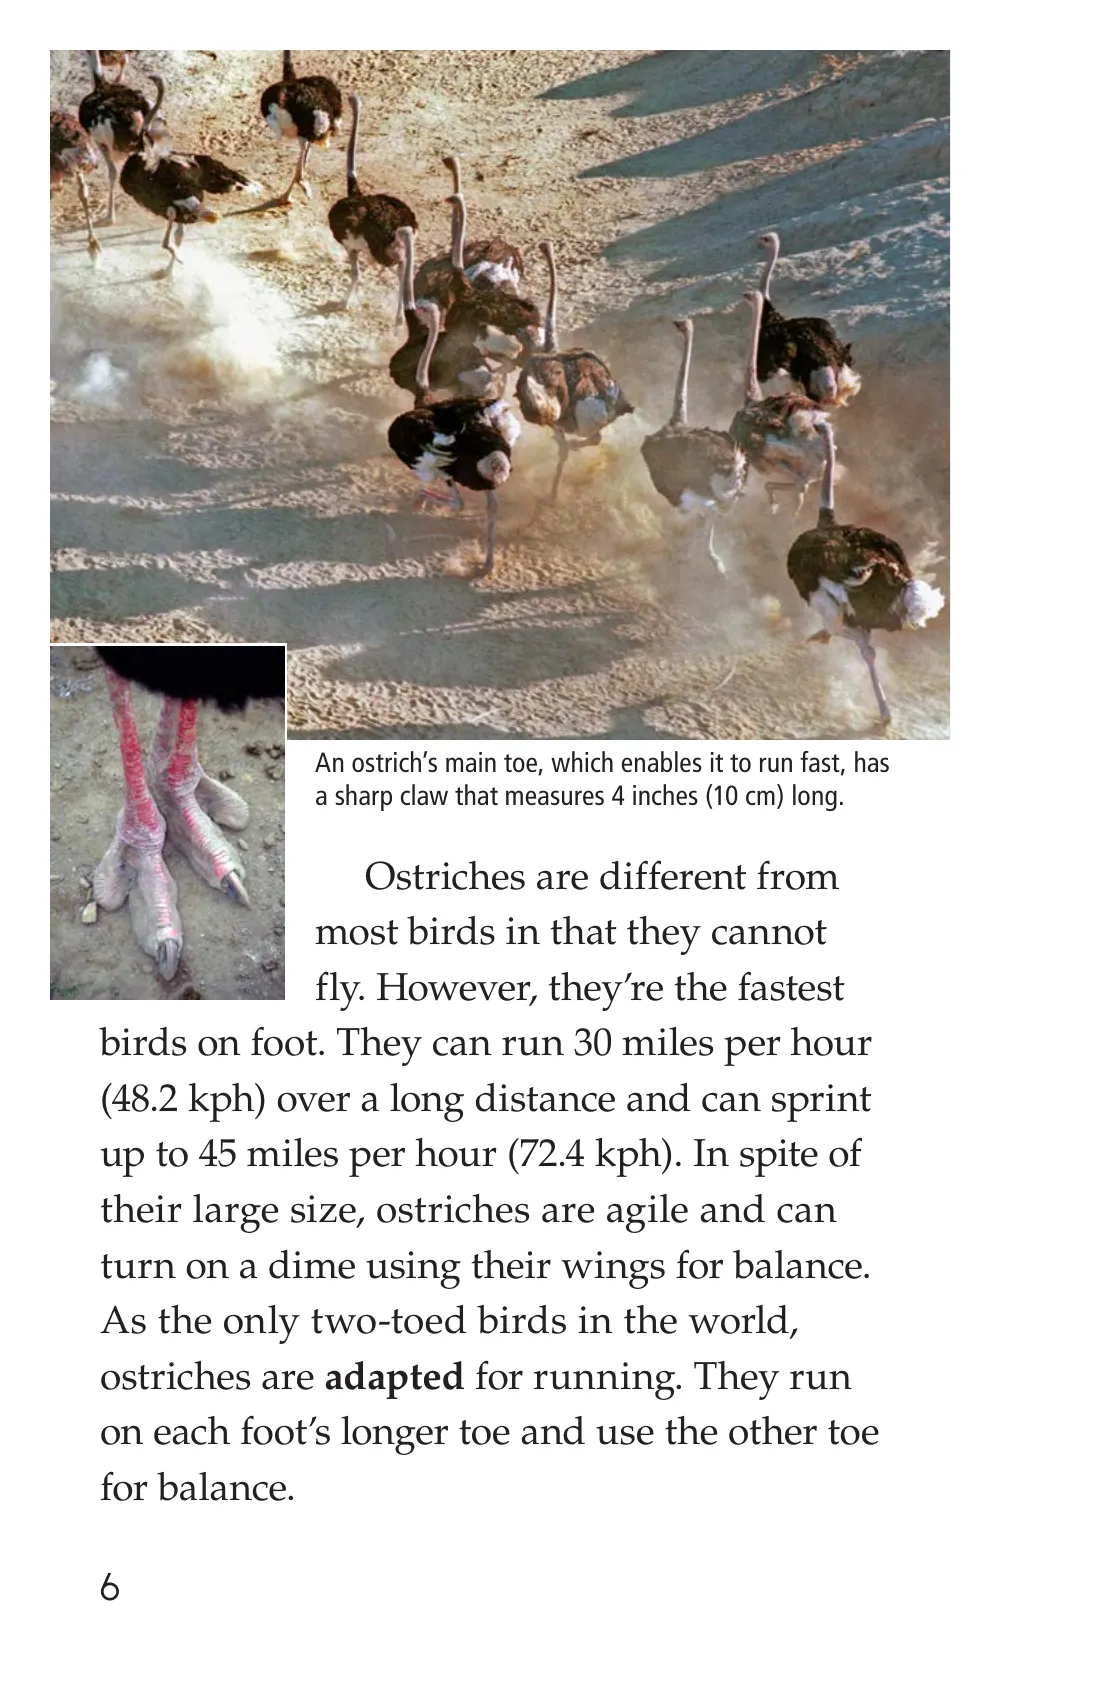 An ostrich’s main toe, which enables it to run fast, has
a sharp claw that measures 4 inches (10 cm) long.
Ostriches are different from
most birds in that they cannot
fly. However, they’re the fastest
birds on foot. They can run 30 miles per hour
(48.2 kph) over a long distance and can sprint
up to 45 miles per hour (72.4 kph). In spite of
their large size, ostriches are agile and can
turn on a dime using their wings for balance.
As the only two-toed birds in the world,
ostriches are adapted for running. They run
on each foot’s longer toe and use the other toe
for balance.
6